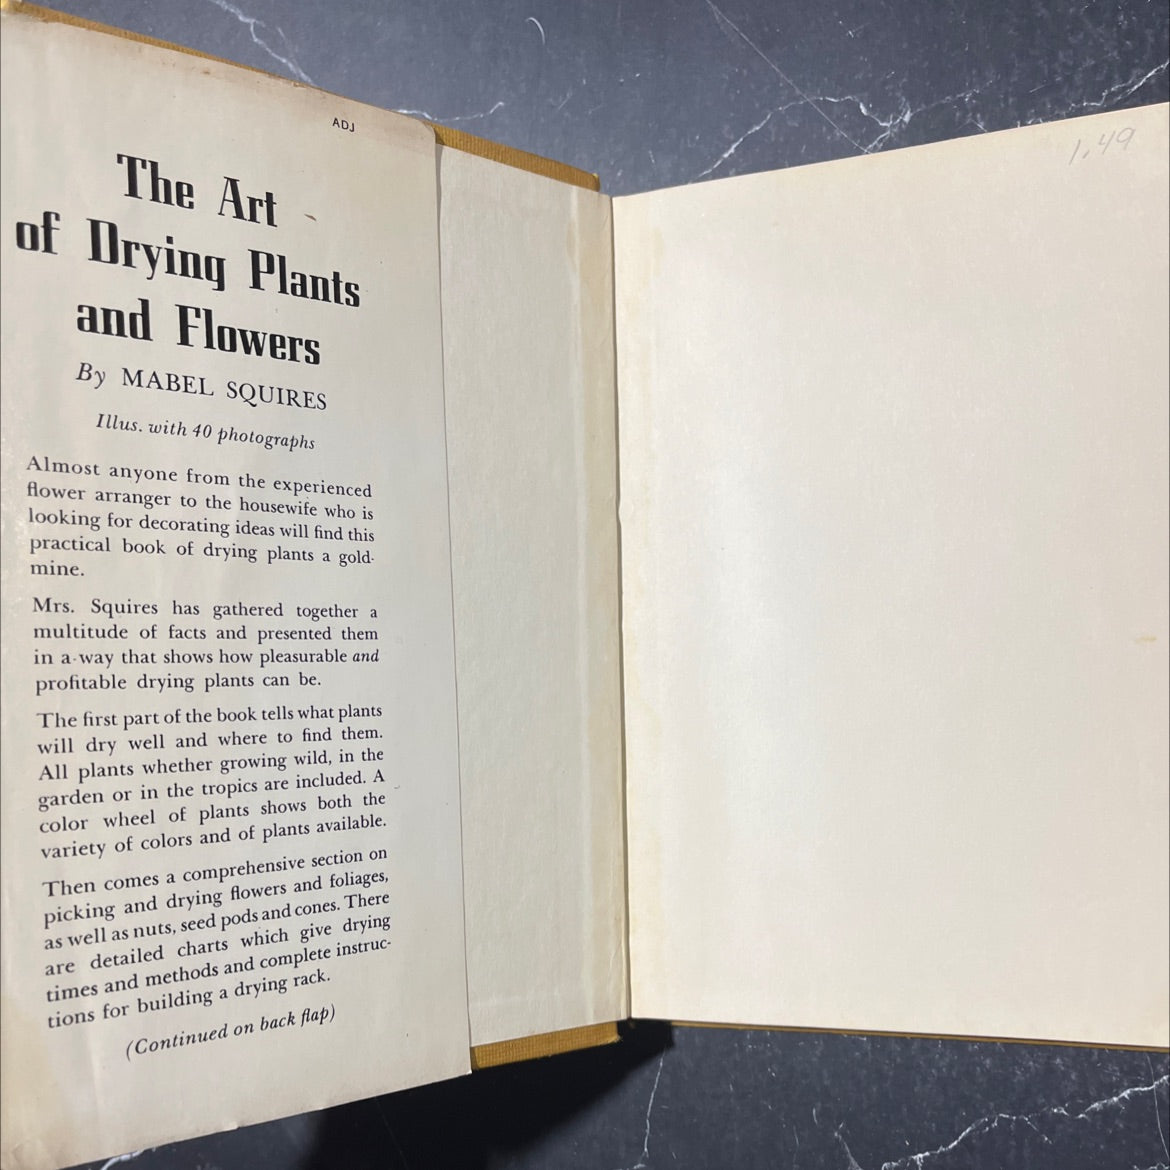 ADJ
The Art
of Drying Plants
and Flowers
By MABEL SQUIRES
Illus. with 40 photographs
Almost anyone from the experienced
flower arranger to the housewife who is
looking for decorating ideas will find this
practical book of drying plants a gold-
mine.
Mrs. Squires has gathered together a
multitude of facts and presented them
in a way that shows how pleasurable and
profitable drying plants can be.
The first part of the book tells what plants
will dry well and where to find them.
All plants whether growing wild, in the
garden or in the tropics are included. A
color wheel of plants shows both the
variety of colors and of plants available.
Then comes a comprehensive section on
picking and drying flowers and foliages,
as well as nuts, seed pods and cones. There
are detailed charts which give drying
times and methods and complete instruc-
tions for building a drying rack.
(Continued on back flap)
1.49